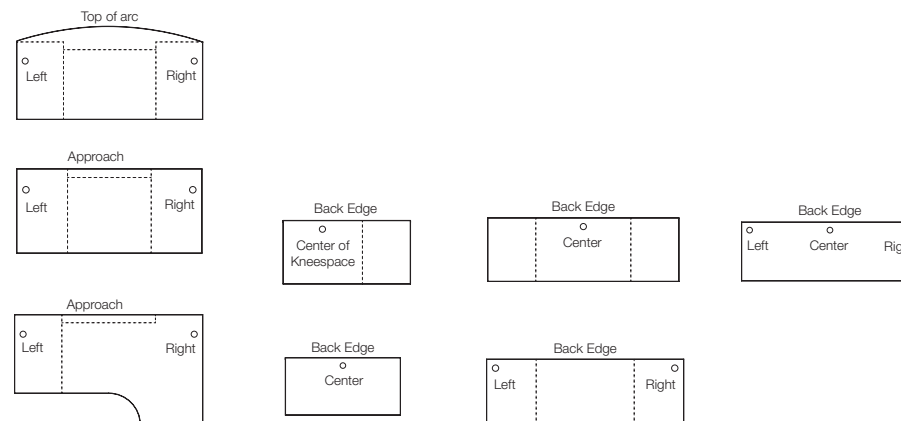 Top of arc
Left
Right
Approach
Left
Right
Back Edge
Center of
Kneespace
Back Edge
Center
Back Edge
Left
Center
Approach
Left
Right
Back Edge
Center
Back Edge
Left
Right